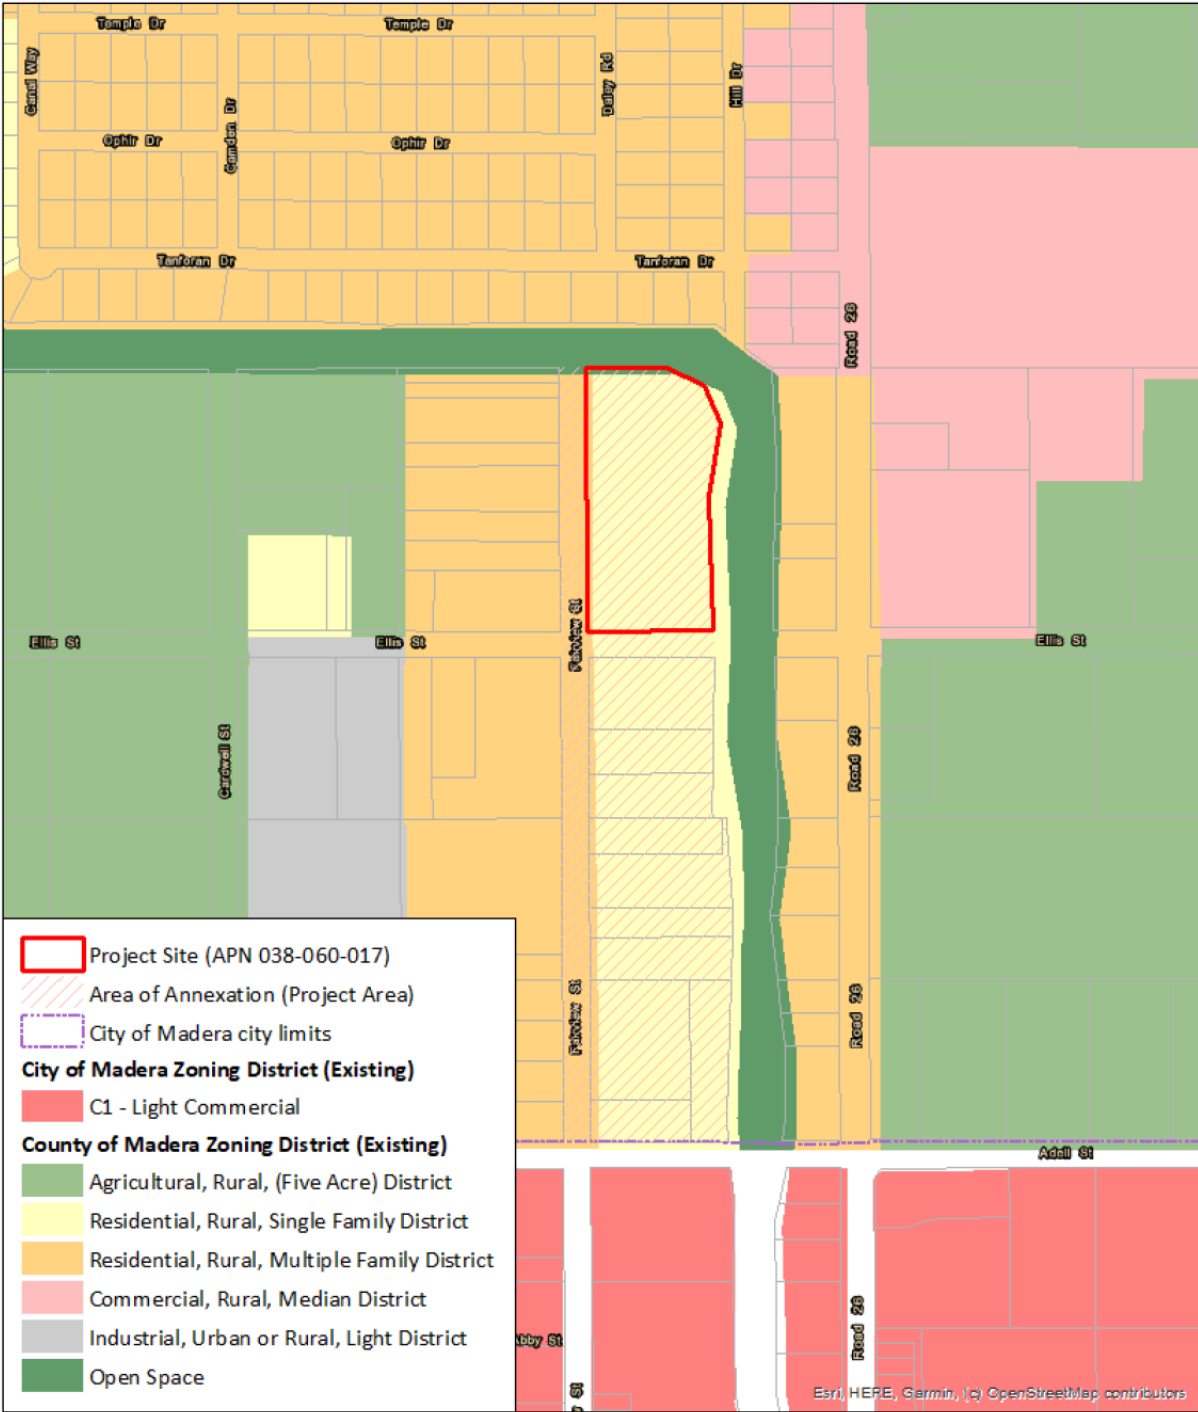 Temple Dr
Temple Dr
Canal Way
Camden Dr
Dailey Rd
Hill Dr
Ophir Dr
Ophir Dr
Tanforan Dr
Tanforan Dr
Road 26
Fairview St
Ellis St
Ellis St
Ellis St
Cardwell St
Road 26
Fairview St
Road 26
Adell St
Project Site (APN 038-060-017)
Area of Annexation (Project Area)
City of Madera city limits
City of Madera Zoning District (Existing)
C1 - Light Commercial
County of Madera Zoning District (Existing)
Agricultural, Rural, (Five Acre) District
Residential, Rural, Single Family District
Residential, Rural, Multiple Family District
Commercial, Rural, Median District
Industrial, Urban or Rural, Light District
Open Space
Abby St
Road 26
St
Esri, HERE, Garmin, (c) OpenStreetMap contributors